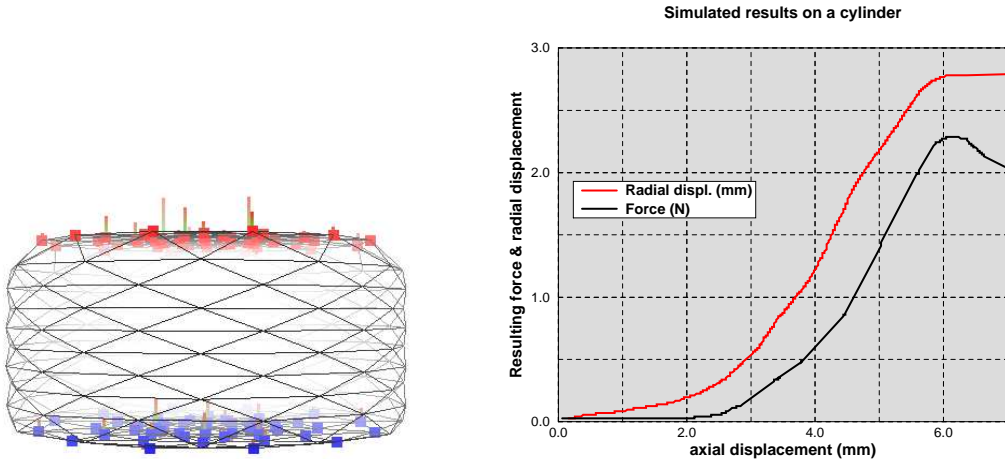 Simulated results on a cylinder
3.0
2.0
1.0
0.0
Resulting force & radial displacement
Radial displ. (mm)
Force (N)
0.0
2.0
4.0
6.0
axial displacement (mm)